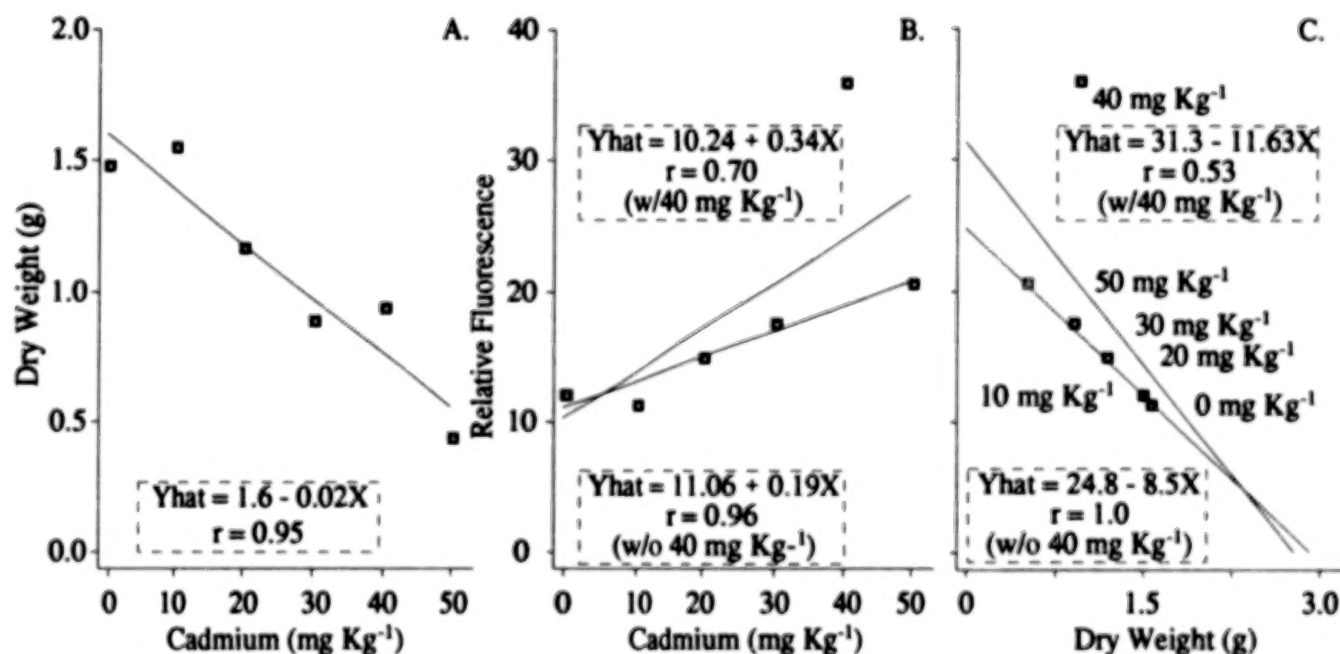 A.
2.0
1.5
1.0
0.5
0.0
Dry Weight (g)
Yhat = 1.6 - 0.02X
r = 0.95
0 10 20 30 40 50
Cadmium (mg Kg-1)
B.
40
30
20
10
0
Relative Fluorescence
Yhat = 10.24 + 0.34X
r = 0.70
(w/40 mg Kg-1)
Yhat = 11.06 + 0.19X
r = 0.96
(w/o 40 mg Kg-1)
0 10 20 30 40 50
Cadmium (mg Kg-1)
C.
40 mg Kg-1
Yhat = 31.3 - 11.63X
r = 0.53
(w/40 mg Kg-1)
50 mg Kg-1
30 mg Kg-1
20 mg Kg-1
10 mg Kg-1
0 mg Kg-1
Yhat = 24.8 - 8.5X
r = 1.0
(w/o 40 mg Kg-1)
0 1.5 3.0
Dry Weight (g)